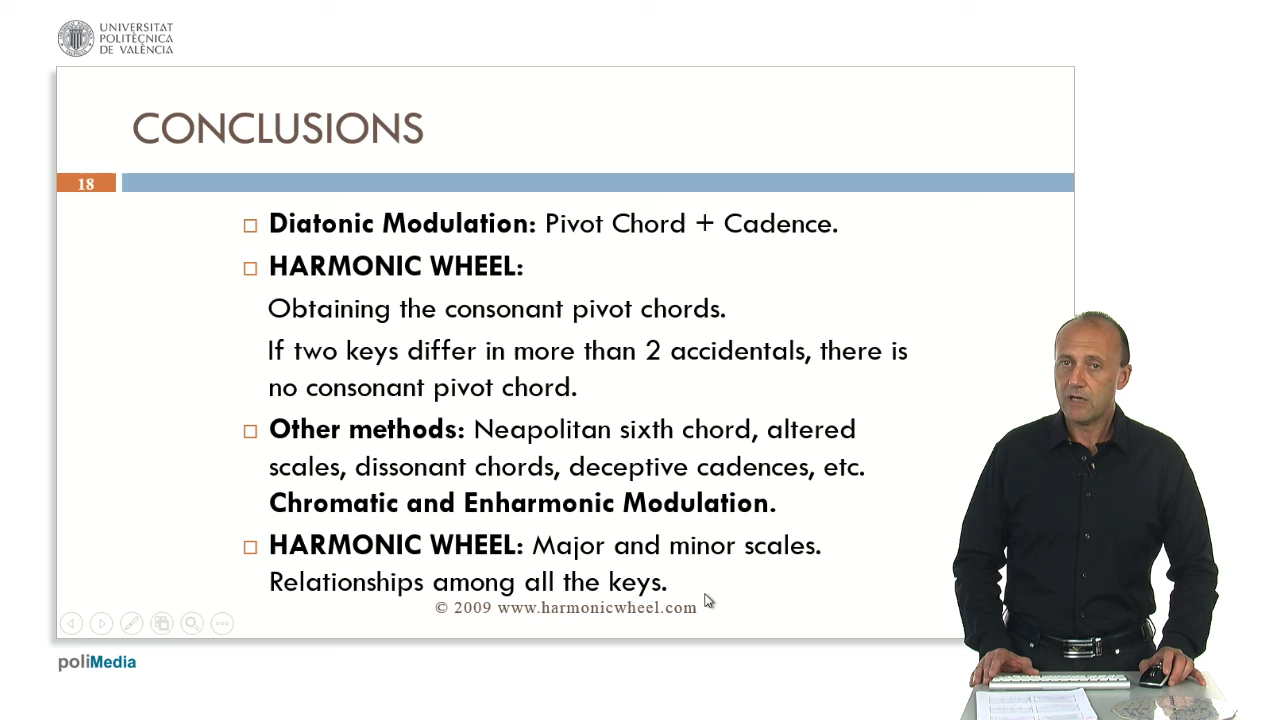 UNIVERSITAT
POLITÈCNICA
DE VALÈNCIA
CONCLUSIONS
18
Diatonic Modulation: Pivot Chord + Cadence.
HARMONIC WHEEL:
Obtaining the consonant pivot chords.
If two keys differ in more than 2 accidentals, there is
no consonant pivot chord.
Other methods: Neapolitan sixth chord, altered
scales, dissonant chords, deceptive cadences, etc.
Chromatic and Enharmonic Modulation.
HARMONIC WHEEL: Major and minor scales.
Relationships among all the keys.
© 2009 www.harmonicwheel.com
poliMedia